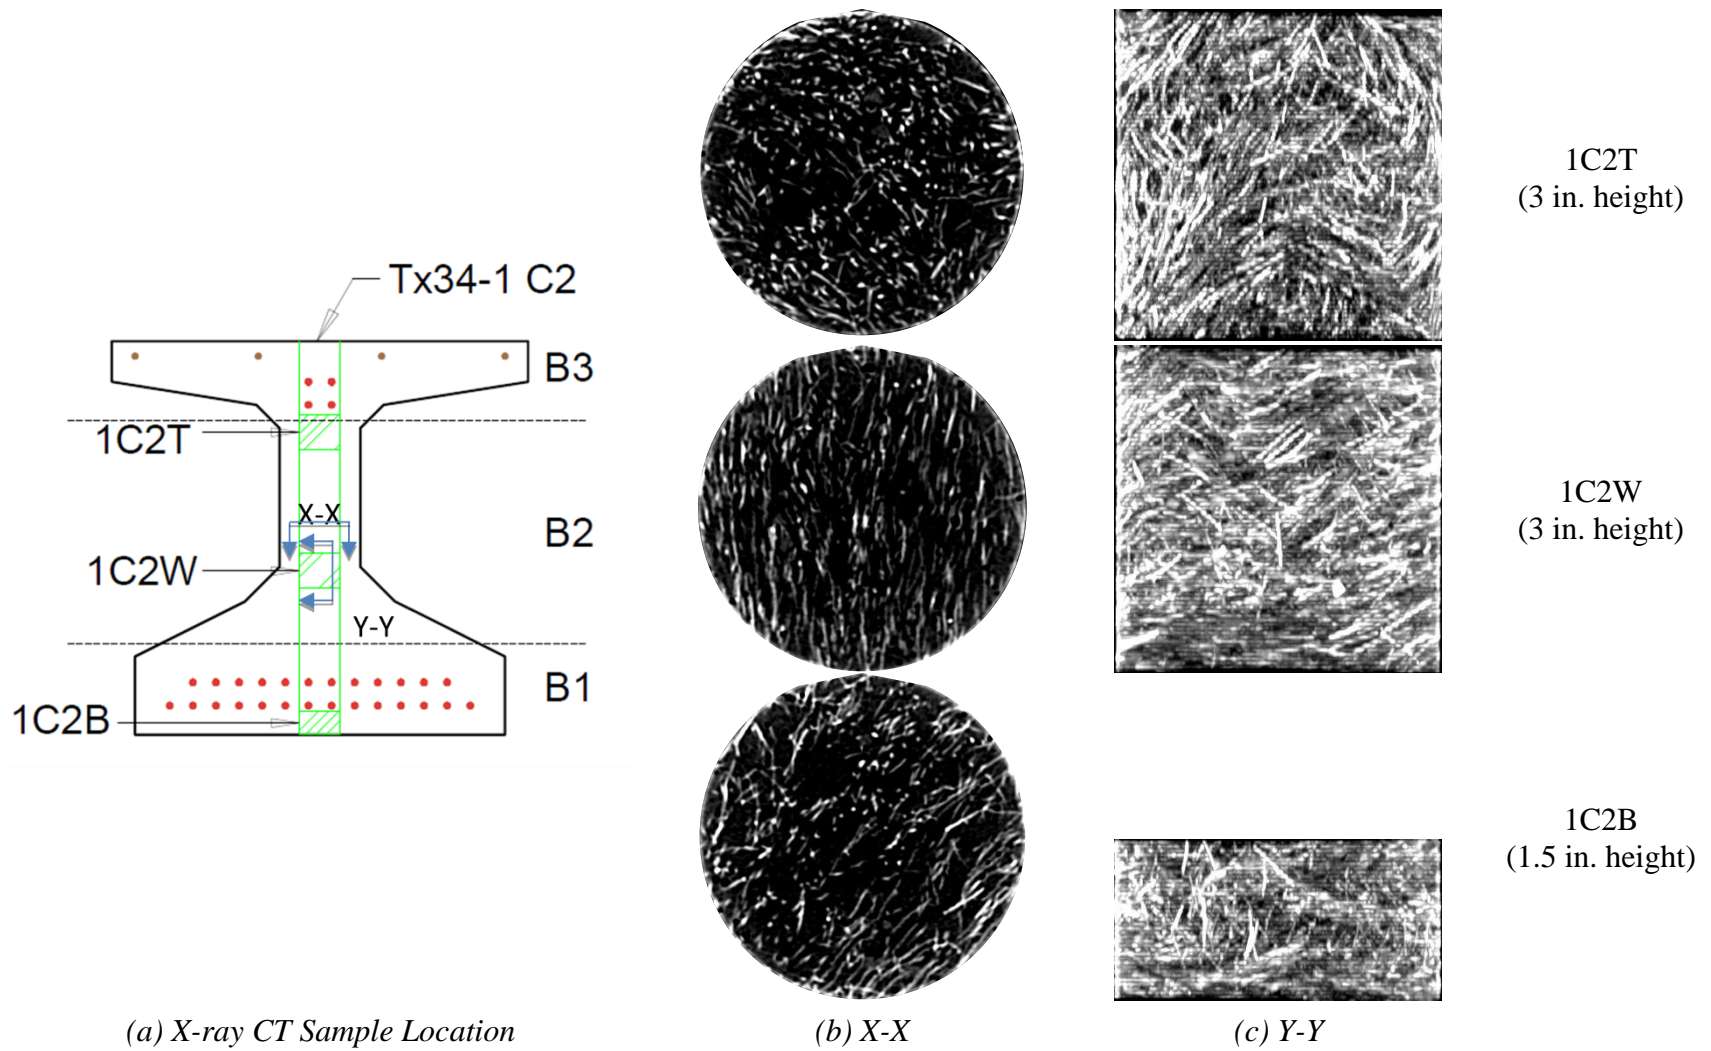 Tx34-1 C2
B3
1C2T
X-X
B2
1C2W
Y-Y
B1
1C2B
1C2T
(3 in. height)
1C2W
(3 in. height)
1C2B
(1.5 in. height)
(a) X-ray CT Sample Location
(b) X-X
(c) Y-Y